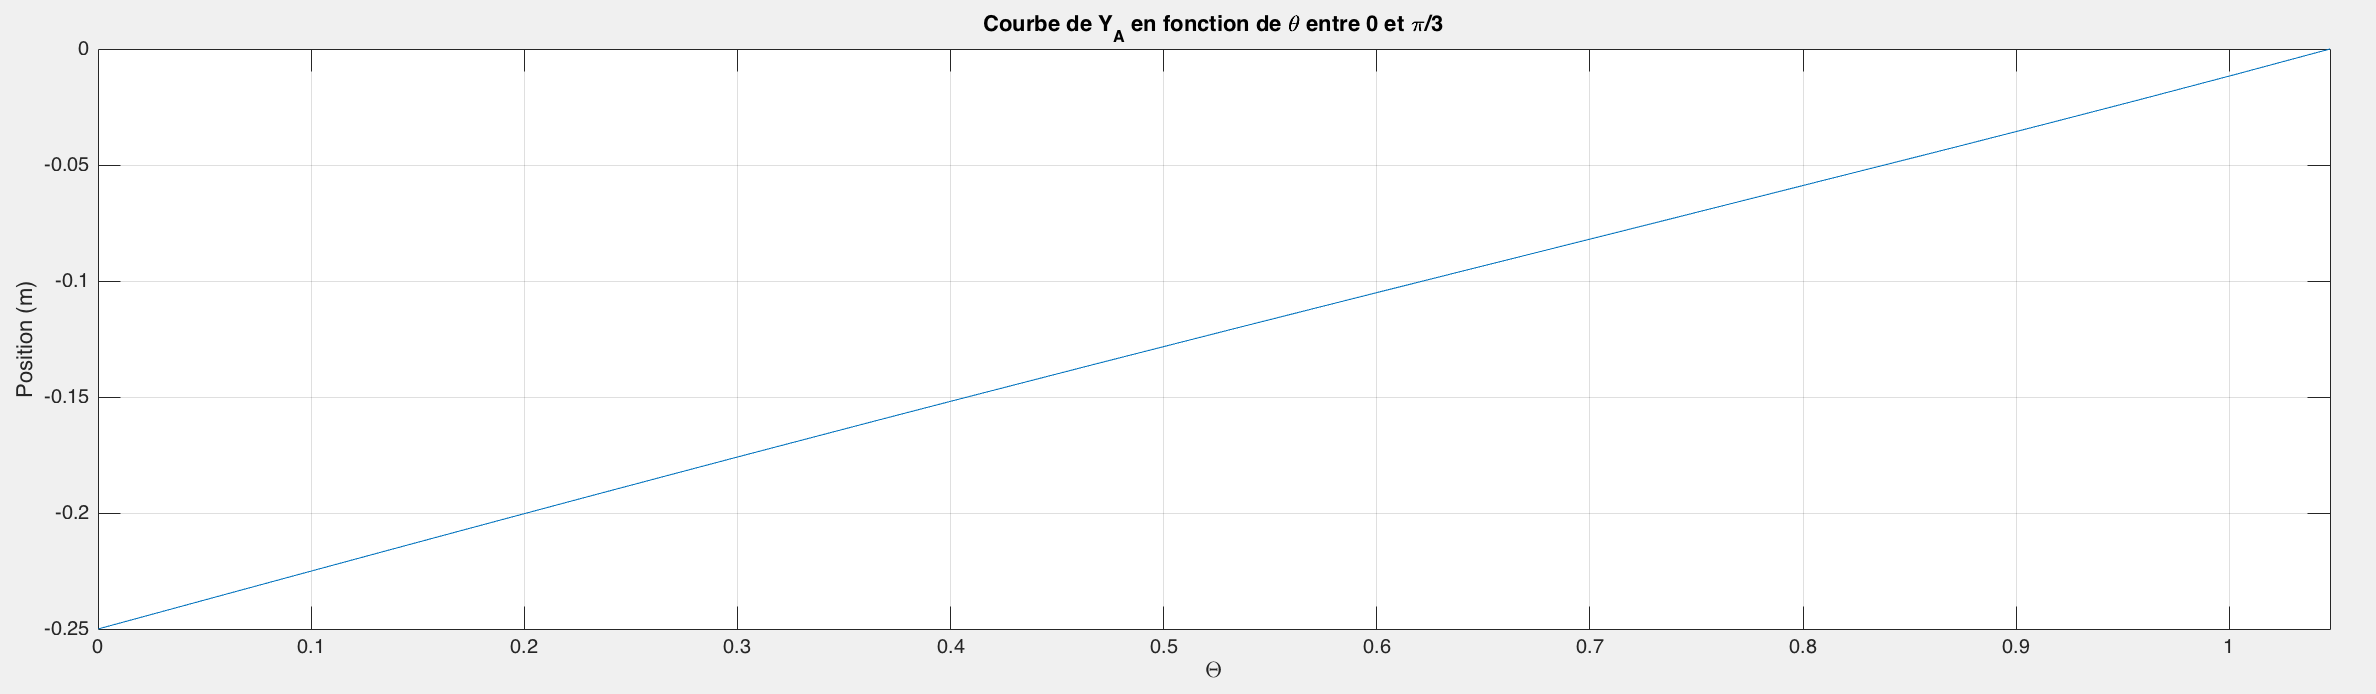 Courbe de Y_A en fonction de θ entre 0 et π/3
0
-0.05
-0.1
-0.15
-0.2
-0.25
Position (m)
0 0.1 0.2 0.3 0.4 0.5 0.6 0.7 0.8 0.9 1
Θ